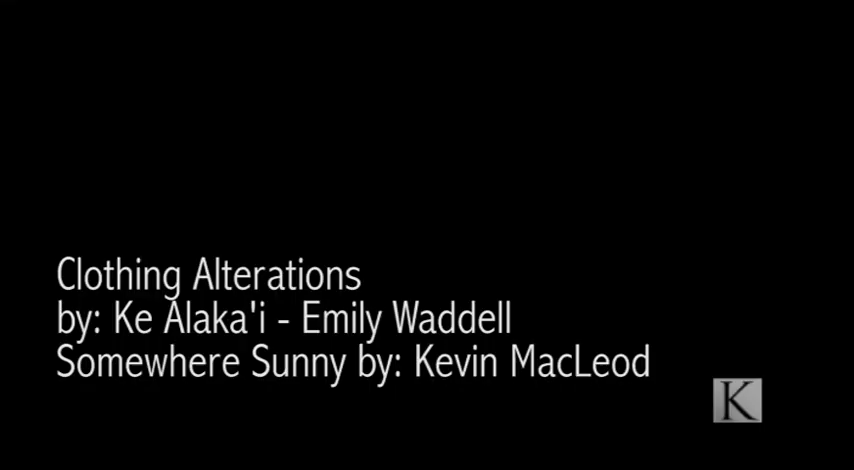 Clothing Alterations
by: Ke Alaka'i - Emily Waddell
Somewhere Sunny by: Kevin MacLeod
K